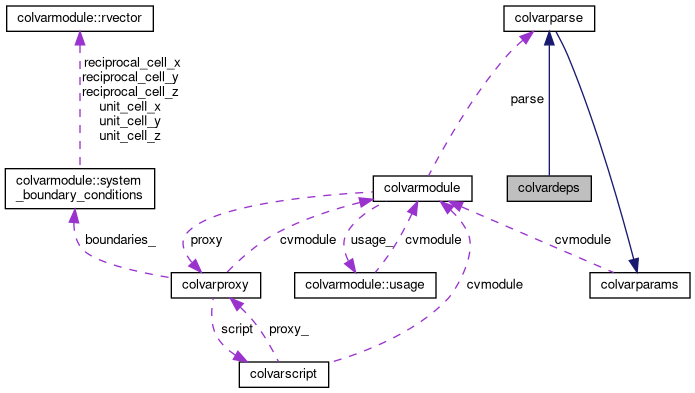 colvarmodule::rvector
colvarparse
reciprocal_cell_x
reciprocal_cell_y
reciprocal_cell_z
unit_cell_x
unit_cell_y
unit_cell_z
parse
colvarmodule::system
_boundary_conditions
colvarmodule
colvardeps
boundaries_
proxy
cvmodule
usage_
cvmodule
cvmodule
colvarproxy
colvarmodule::usage
cvmodule
colvarparams
script
proxy_
colvarscript